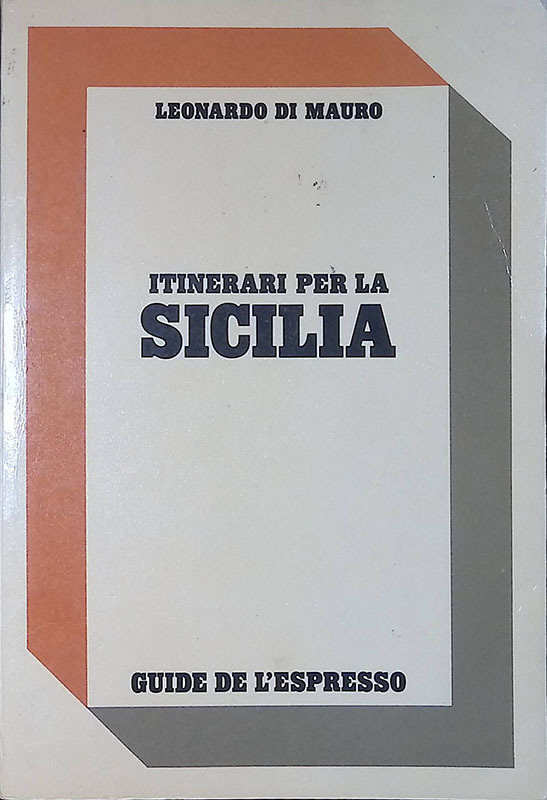 LEONARDO DI MAURO
ITINERARI PER LA
SICILIA
GUIDE DE L'ESPRESSO